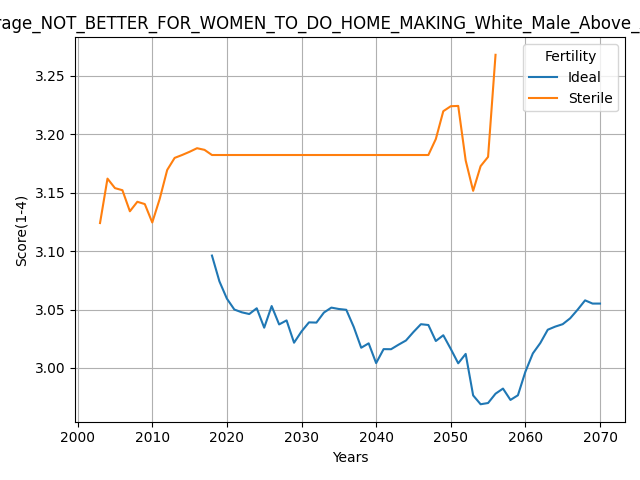 rage_NOT_BETTER_FOR_WOMEN_TO_DO_HOME_MAKING_White_Male_Above_
Fertility
Ideal
Sterile
Score(1-4)
3.25
3.20
3.15
3.10
3.05
3.00
2000 2010 2020 2030 2040 2050 2060 2070
Years